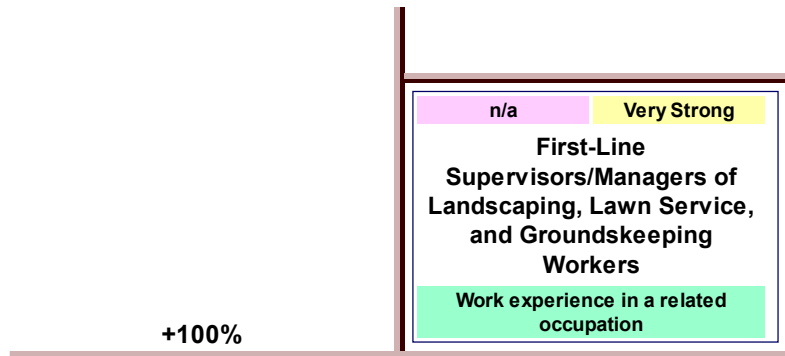 n/a
Very Strong
First-Line
Supervisors/Managers of
Landscaping, Lawn Service,
and Groundskeeping
Workers
Work experience in a related
occupation
+100%